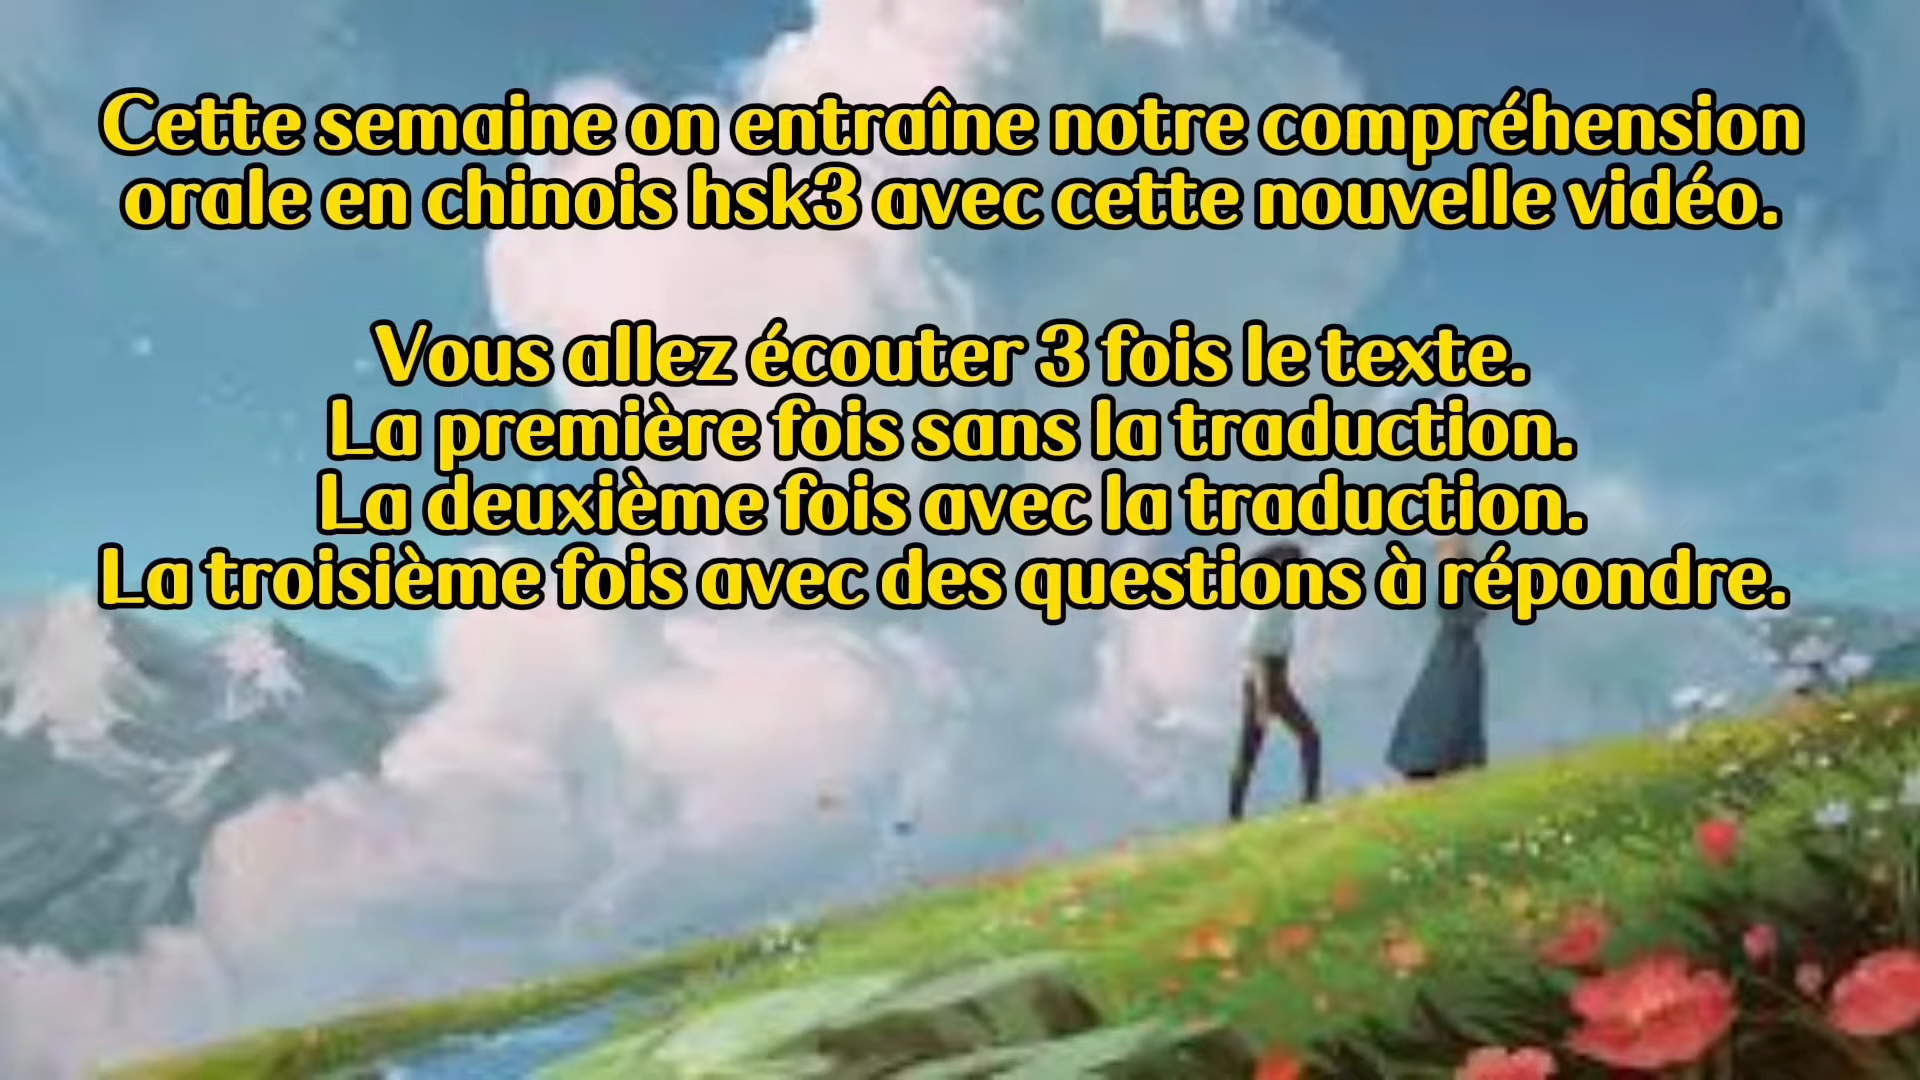 Cette semaine on entraîne notre compréhension
orale en chinois hsk3 avec cette nouvelle vidéo.
Vous allez écouter 3 fois le texte.
La première fois sans la traduction.
La deuxième fois avec la traduction.
La troisième fois avec des questions à répondre.